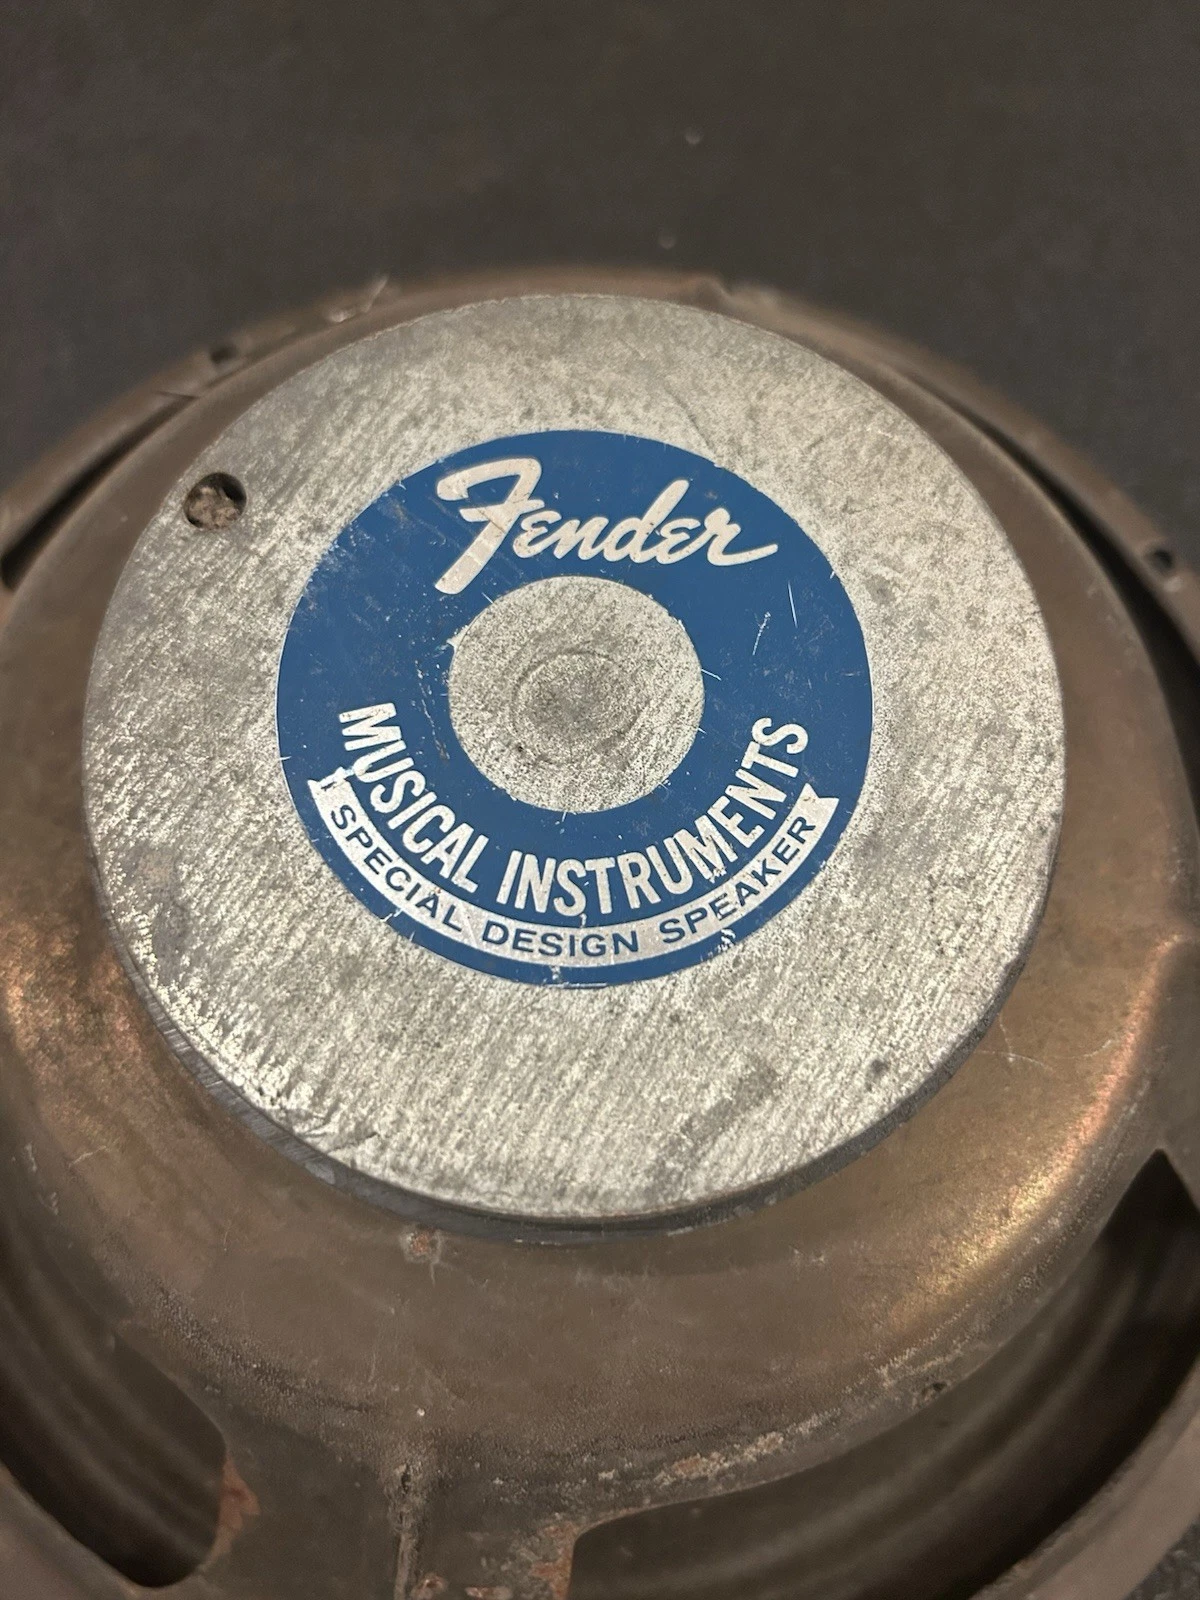 Fender
MUSICAL INSTRUMENTS
SPECIAL DESIGN SPEAKER